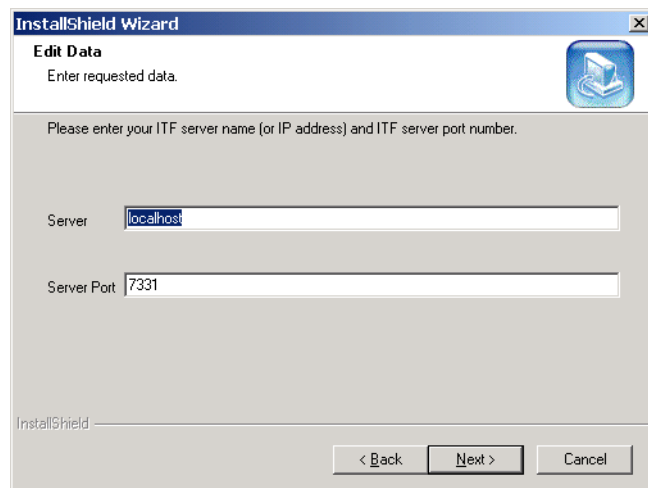 InstallShield Wizard
Edit Data
Enter requested data.
Please enter your ITF server name (or IP address) and ITF server port number.
Server
localhost
Server Port
7331
InstallShield
< Back
Next >
Cancel